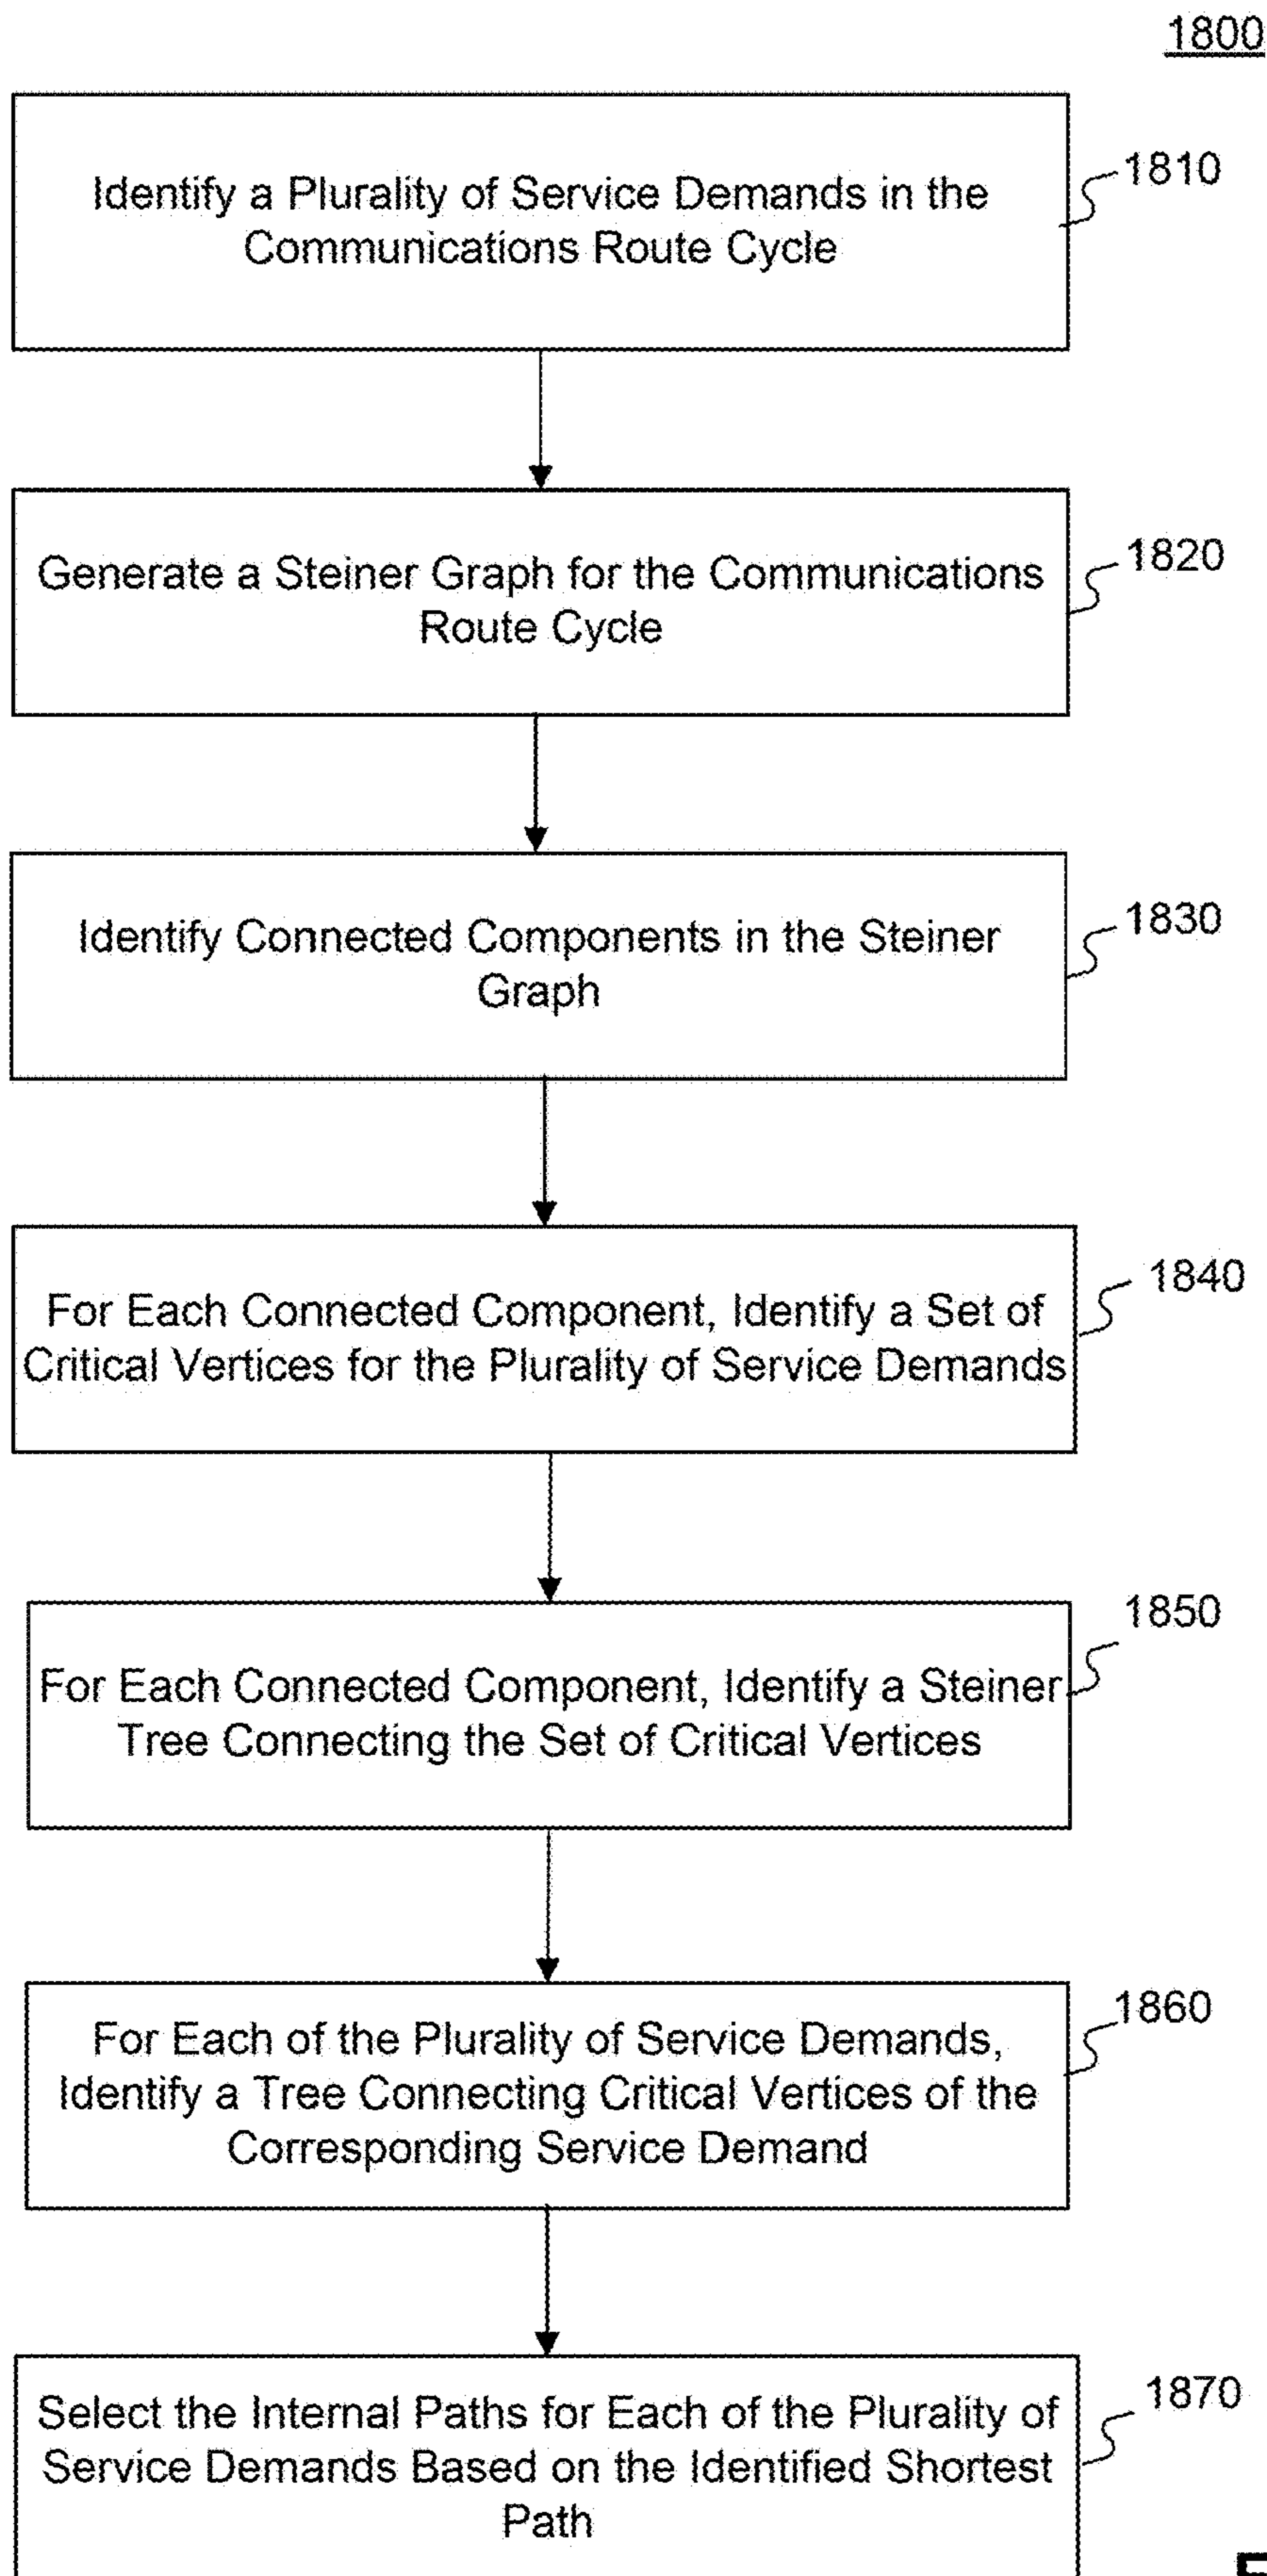 1800
Identify a Plurality of Service Demands in the
Communications Route Cycle
1810
Generate a Steiner Graph for the Communications
Route Cycle
1820
Identify Connected Components in the Steiner
Graph
1830
For Each Connected Component, Identify a Set of
Critical Vertices for the Plurality of Service Demands
1840
For Each Connected Component, Identify a Steiner
Tree Connecting the Set of Critical Vertices
1850
For Each of the Plurality of Service Demands,
Identify a Tree Connecting Critical Vertices of the
Corresponding Service Demand
1860
Select the Internal Paths for Each of the Plurality of
Service Demands Based on the Identified Shortest
Path
1870